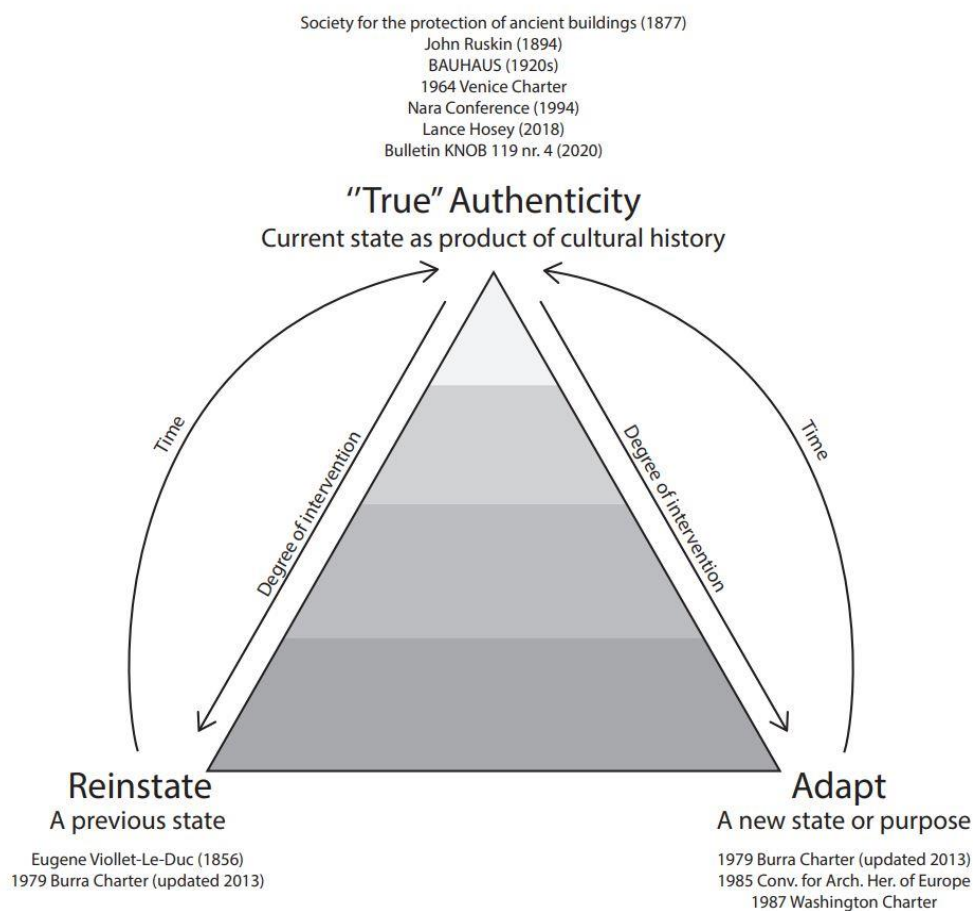 Society for the protection of ancient buildings (1877)
John Ruskin (1894)
BAUHAUS (1920s)
1964 Venice Charter
Nara Conference (1994)
Lance Hosey (2018)
Bulletin KNOB 119 nr. 4 (2020)
‘‘True” Authenticity
Current state as product of cultural history
Time
Degree of intervention
Degree of intervention
Time
Reinstate
A previous state
Eugene Viollet-Le-Duc (1856)
1979 Burra Charter (updated 2013)
Adapt
A new state or purpose
1979 Burra Charter (updated 2013)
1985 Conv. for Arch. Her. of Europe
1987 Washington Charter